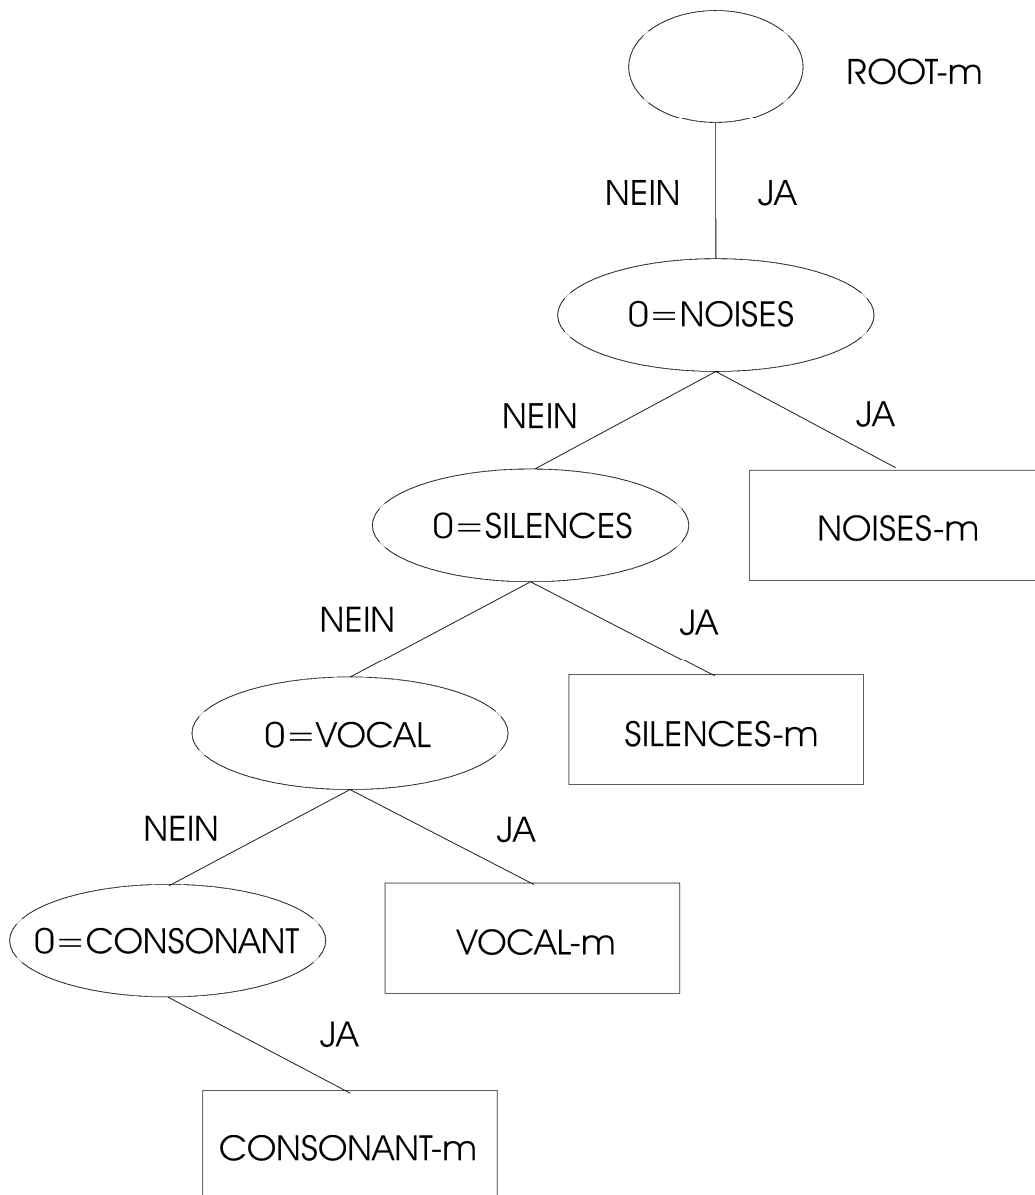 ROOT-m
NEIN JA
0=NOISES
NEIN JA
0=SILENCES NOISES-m
NEIN JA
0=VOCAL SILENCES-m
NEIN JA
0=CONSONANT VOCAL-m
JA
CONSONANT-m